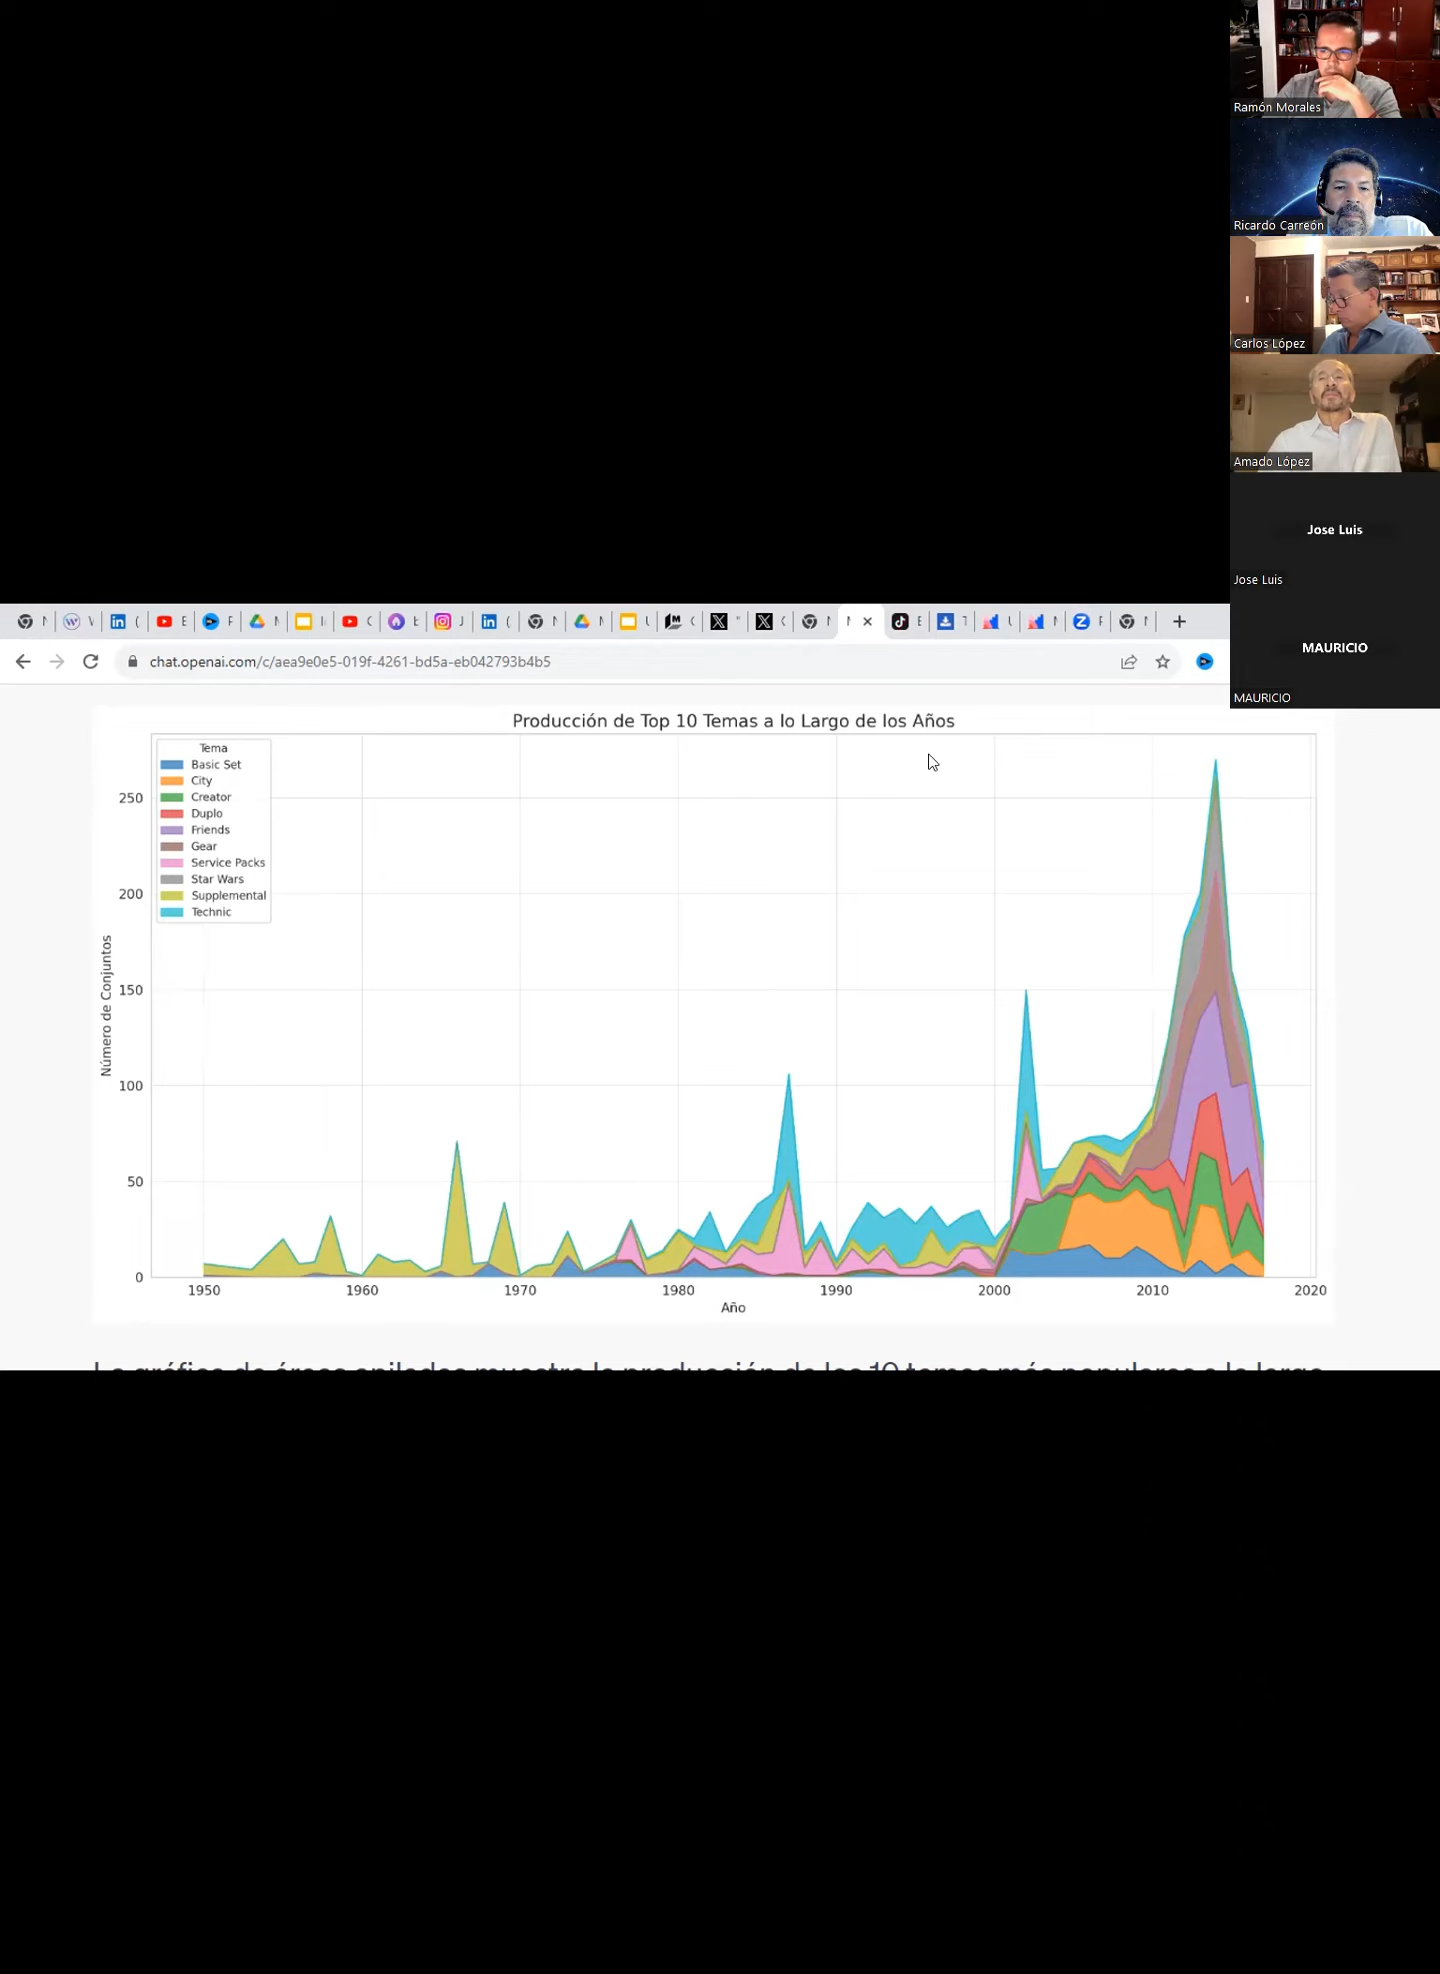 Ramón Morales
Ricardo Carreón
Carlos López
Amado López
Jose Luis
Jose Luis
MAURICIO
MAURICIO
chat.openai.com/c/aea9e0e5-019f-4261-bd5a-eb042793b4b5
Producción de Top 10 Temas a lo Largo de los Años
Tema
Basic Set
City
Creator
Duplo
Friends
Gear
Service Packs
Star Wars
Supplemental
Technic
Número de Conjuntos
250
200
150
100
50
0
1950 1960 1970 1980 1990 2000 2010 2020
Año